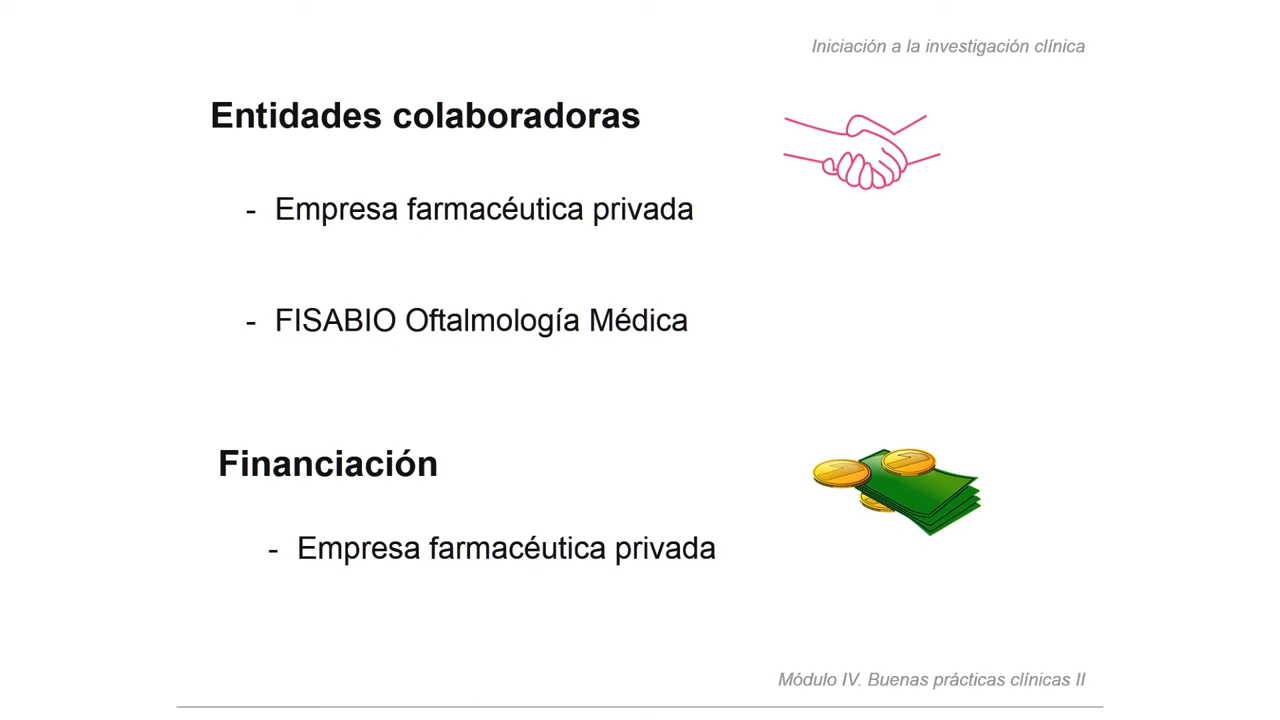 Iniciación a la investigación clínica
Entidades colaboradoras
- Empresa farmacéutica privada
- FISABIO Oftalmología Médica
Financiación
- Empresa farmacéutica privada
Módulo IV. Buenas prácticas clínicas II